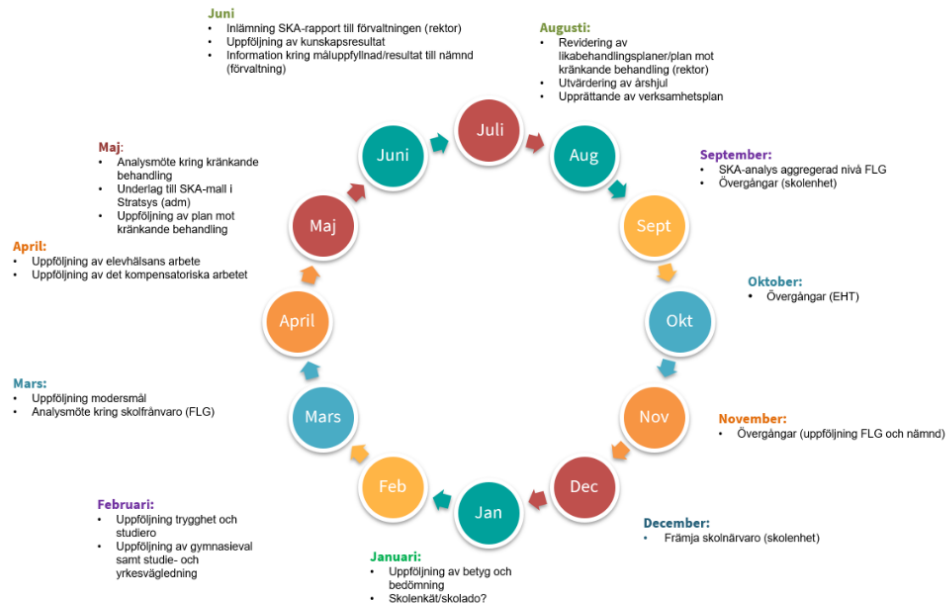 Juni
• Inlämning SKA-rapport till förvaltningen (rektor)
• Uppföljning av kunskapsresultat
• Information kring måluppfyllnad/resultat till nämnd
(förvaltning)
Augusti:
• Revidering av
likabehandlingsplaner/plan mot
kränkande behandling (rektor)
• Utvärdering av årshjul
• Upprättande av verksamhetsplan
Juli
Juni
Aug
Maj:
• Analysmöte kring kränkande
behandling
• Underlag till SKA-mall i
Stratsys (adm)
• Uppföljning av plan mot
kränkande behandling
September:
• SKA-analys aggregerad nivå FLG
• Övergångar (skolenhet)
Maj
Sept
April:
• Uppföljning av elevhälsans arbete
• Uppföljning av det kompensatoriska arbetet
Oktober:
• Övergångar (EHT)
April
Okt
Mars:
• Uppföljning modersmål
• Analysmöte kring skolfrånvaro (FLG)
Mars
Nov
November:
• Övergångar (uppföljning FLG och nämnd)
Feb
Dec
Jan
Februari:
• Uppföljning trygghet och
studiero
• Uppföljning av gymnasieval
samt studie- och
yrkesvägledning
December:
• Främja skolnärvaro (skolenhet)
Januari:
• Uppföljning av betyg och
bedömning
• Skolenkät/skolado?